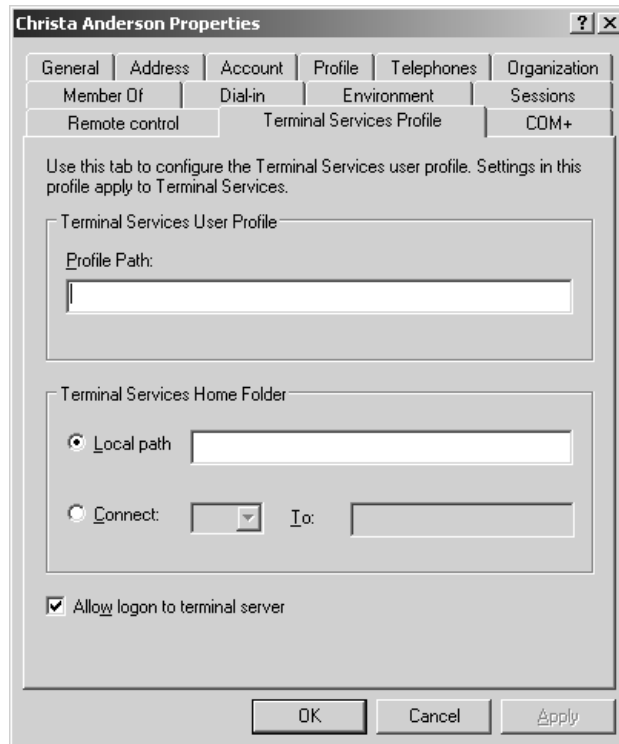 Christa Anderson Properties
General Address Account Profile Telephones Organization
Member Of Dial-in Environment Sessions
Remote control Terminal Services Profile COM+
Use this tab to configure the Terminal Services user profile. Settings in this
profile apply to Terminal Services.
Terminal Services User Profile
Profile Path:
Terminal Services Home Folder
Local path
Connect: To:
Allow logon to terminal server
OK Cancel Apply